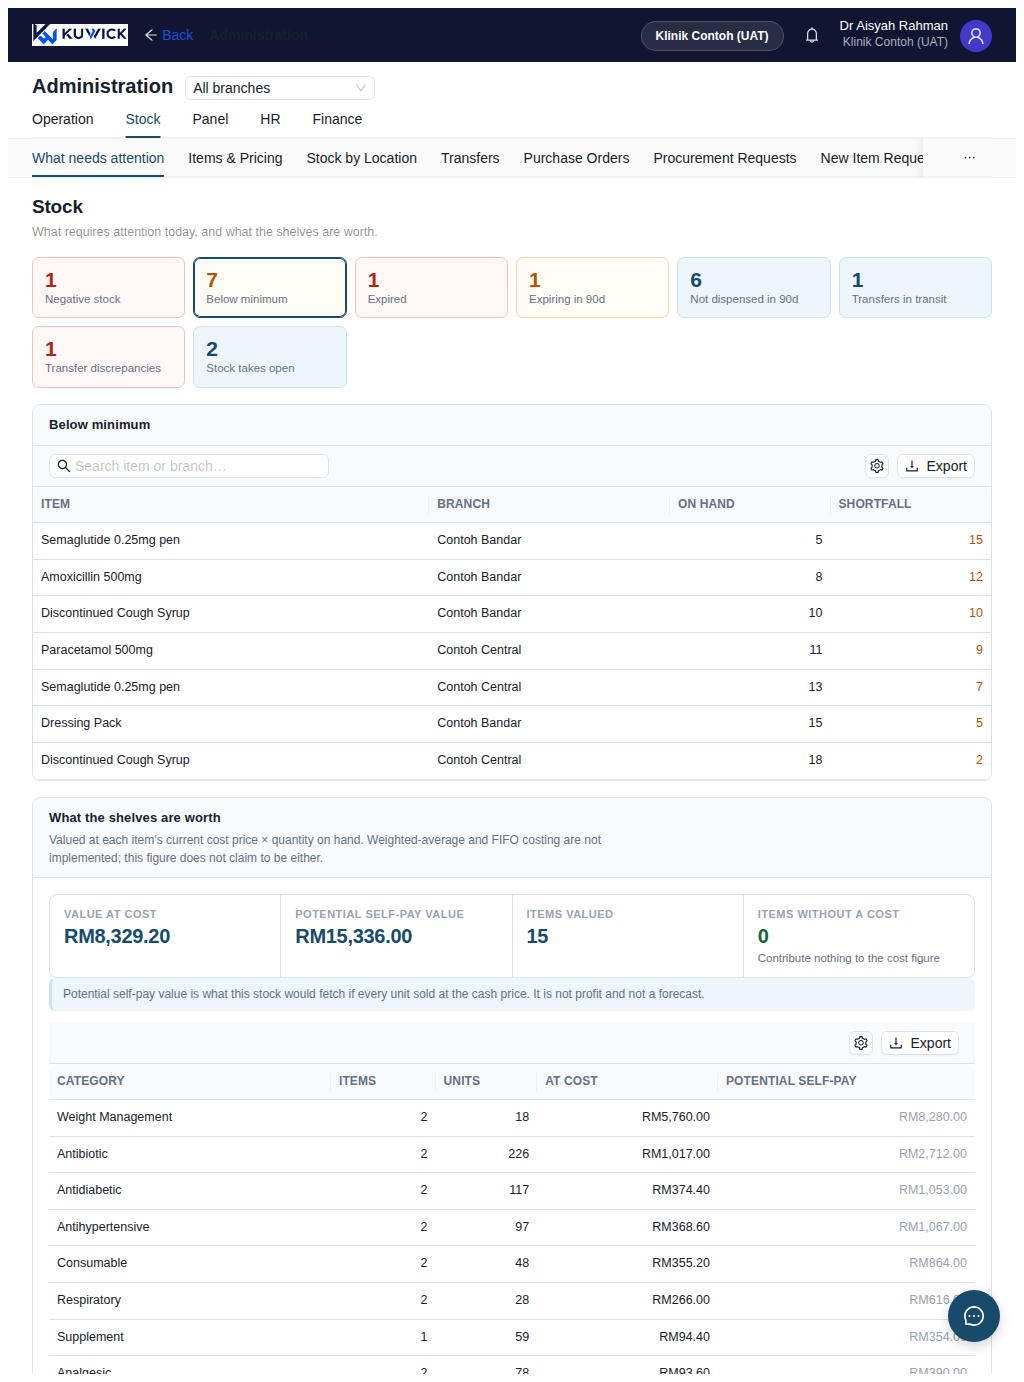 KUVICK
Back
Administration
Klinik Contoh (UAT)
Dr Aisyah Rahman
Klinik Contoh (UAT)
Administration
All branches
Operation
Stock
Panel
HR
Finance
What needs attention
Items & Pricing
Stock by Location
Transfers
Purchase Orders
Procurement Requests
New Item Reque
Stock
What requires attention today, and what the shelves are worth.
1
Negative stock
7
Below minimum
1
Expired
1
Expiring in 90d
6
Not dispensed in 90d
1
Transfers in transit
1
Transfer discrepancies
2
Stock takes open
Below minimum
Search item or branch…
Export
ITEM BRANCH ON HAND SHORTFALL
Semaglutide 0.25mg pen Contoh Bandar 5 15
Amoxicillin 500mg Contoh Bandar 8 12
Discontinued Cough Syrup Contoh Bandar 10 10
Paracetamol 500mg Contoh Central 11 9
Semaglutide 0.25mg pen Contoh Central 13 7
Dressing Pack Contoh Bandar 15 5
Discontinued Cough Syrup Contoh Central 18 2
What the shelves are worth
Valued at each item's current cost price × quantity on hand. Weighted-average and FIFO costing are not
implemented; this figure does not claim to be either.
VALUE AT COST
RM8,329.20
POTENTIAL SELF-PAY VALUE
RM15,336.00
ITEMS VALUED
15
ITEMS WITHOUT A COST
0
Contribute nothing to the cost figure
Potential self-pay value is what this stock would fetch if every unit sold at the cash price. It is not profit and not a forecast.
Export
CATEGORY ITEMS UNITS AT COST POTENTIAL SELF-PAY
Weight Management 2 18 RM5,760.00 RM8,280.00
Antibiotic 2 226 RM1,017.00 RM2,712.00
Antidiabetic 2 117 RM374.40 RM1,053.00
Antihypertensive 2 97 RM368.60 RM1,067.00
Consumable 2 48 RM355.20 RM864.00
Respiratory 2 28 RM266.00 RM616.
Supplement 1 59 RM94.40 RM354.0
Analgesic 2 78 RM93.60 RM390.00